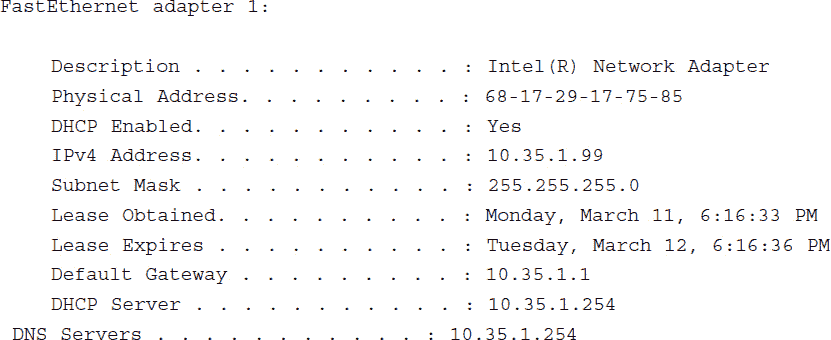 FastEthernet adapter 1:
Description . . . . . . . . . . . : Intel(R) Network Adapter
Physical Address. . . . . . . . . : 68-17-29-17-75-85
DHCP Enabled. . . . . . . . . . . : Yes
IPv4 Address. . . . . . . . . . . : 10.35.1.99
Subnet Mask . . . . . . . . . . . : 255.255.255.0
Lease Obtained. . . . . . . . . . : Monday, March 11, 6:16:33 PM
Lease Expires . . . . . . . . . . : Tuesday, March 12, 6:16:36 PM
Default Gateway . . . . . . . . . : 10.35.1.1
DHCP Server . . . . . . . . . . . : 10.35.1.254
DNS Servers . . . . . . . . . . . : 10.35.1.254